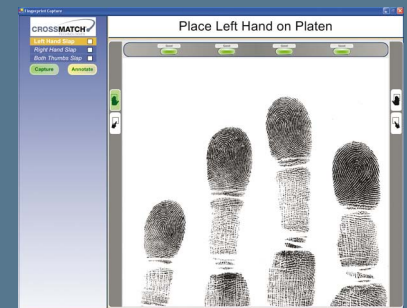 Fingerprint Capture
CROSSMATCH
Place Left Hand on Platen
Left Hand Slap
Right Hand Slap
Both Thumbs Slap
Capture
Annotate